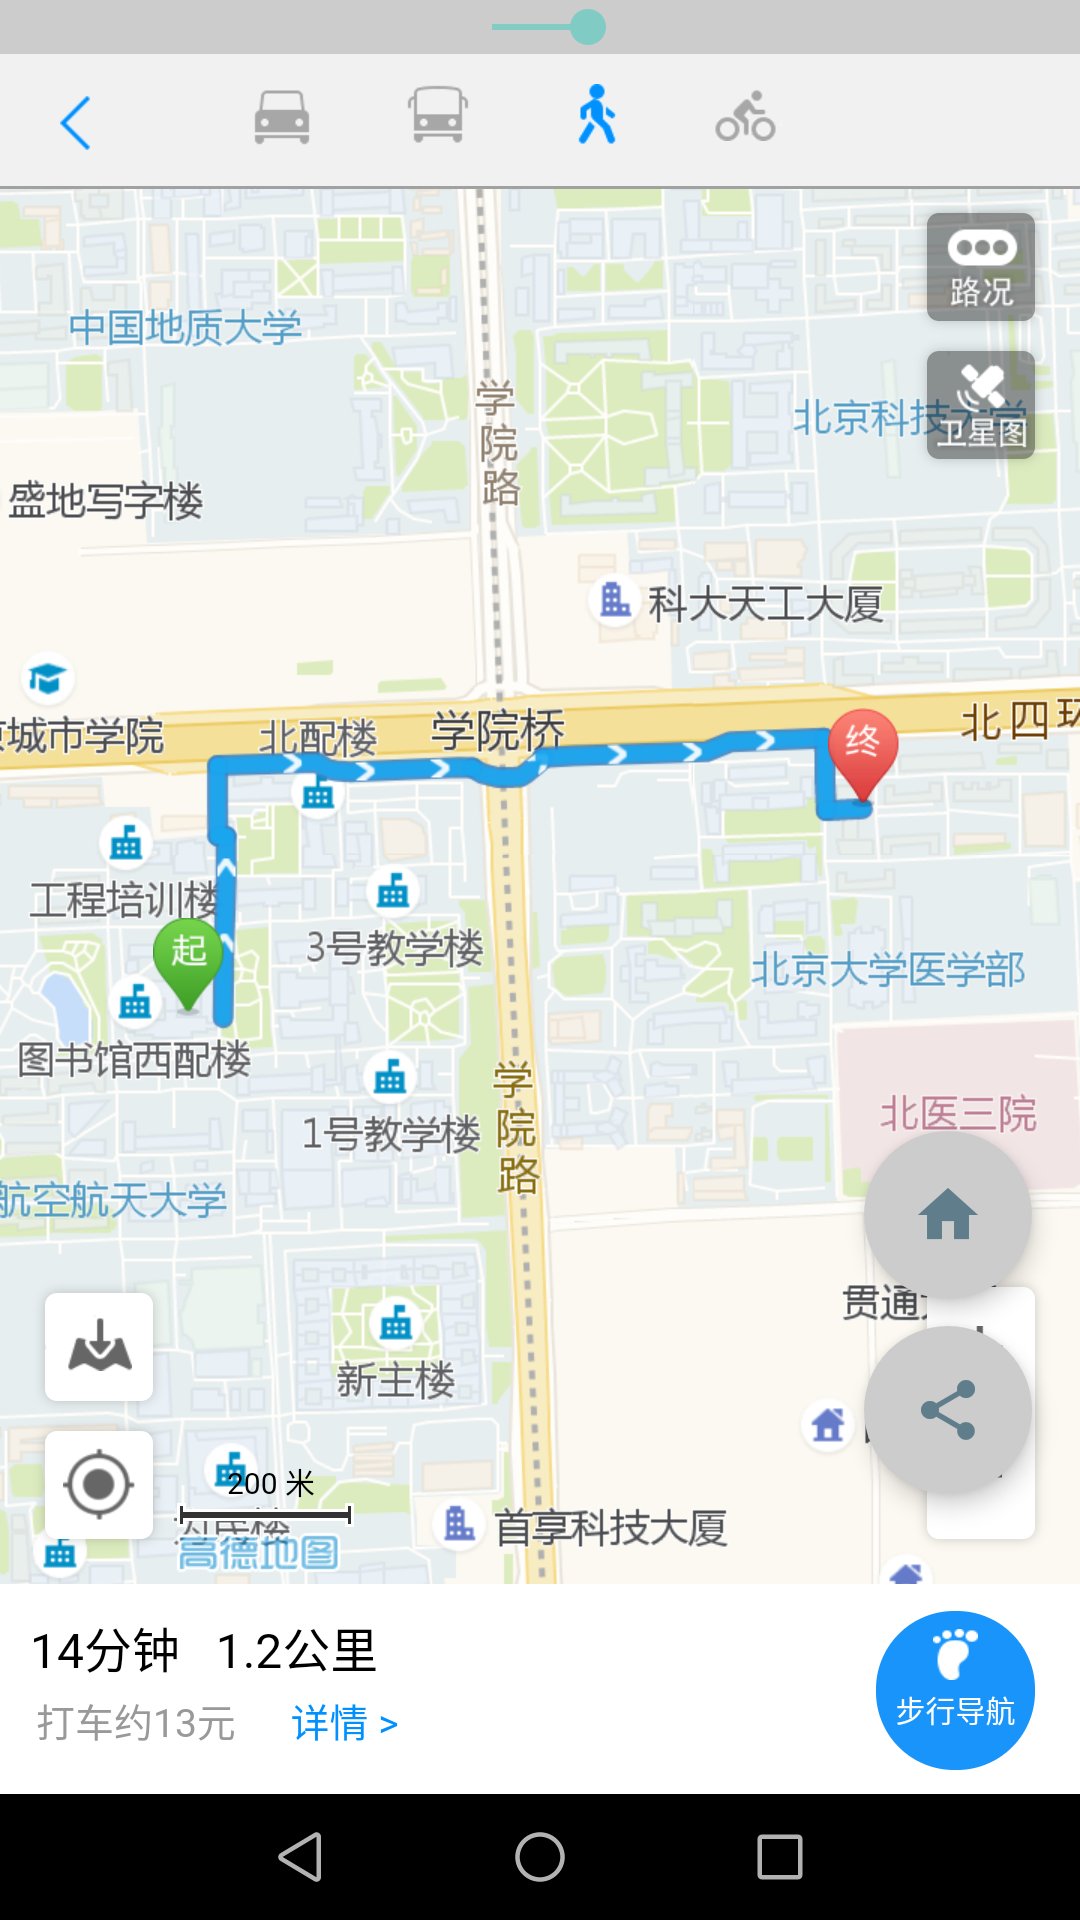 路况
中国地质大学
学院路
卫星图
盛地写字楼
科大天工大厦
城市学院
北配楼
学院桥
北四环
终
工程培训楼
3号教学楼
起
北京大学医学部
图书馆西配楼
学院路
1号教学楼
北医三院
航空航天大学
贯通
新主楼
200 米
首享科技大厦
高德地图
14分钟 1.2公里
打车约13元 详情 >
步行导航